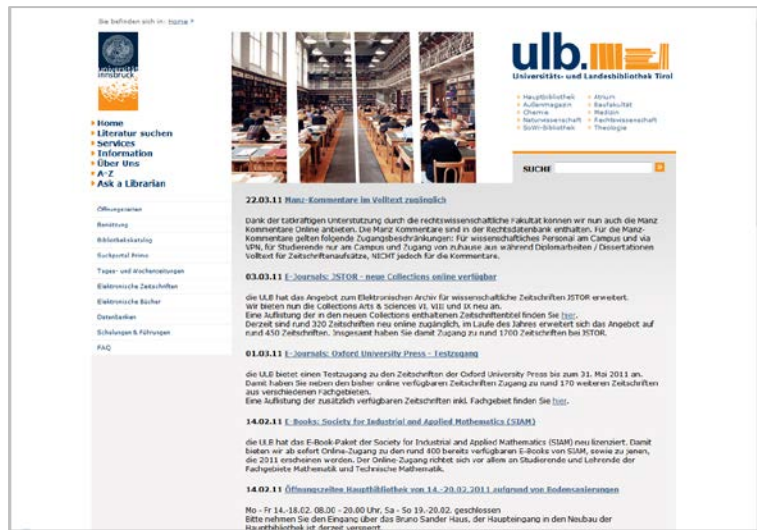 Sie befinden sich in: home
universität
innsbruck
ulb.
Universitäts- und Landesbibliothek Tirol
Hauptbibliothek
Außenmagazin
Chemie
Naturwissenschaft
SoWi-Bibliothek
Atrium
Baufakultät
Medizin
Rechtswissenschaft
Theologie
SUCHE
Home
Literatur suchen
Services
Information
Über Uns
A-Z
Ask a Librarian
Öffnungszeiten
Benützung
Bibliothekskatalog
Suchportal Primo
Tages- und Wochenzeitungen
Elektronische Zeitschriften
Elektronische Bücher
Datenbanken
Schulungen & Führungen
FAQ
22.03.11 Manz-Kommentare im Volltext zugänglich
Dank der tatkräftigen Unterstützung durch die rechtswissenschaftliche Fakultät können wir nun auch die Manz
Kommentare Online anbieten. Die Manz Kommentare sind in der Rechtsdatenbank enthalten. Für die Manz-
Kommentare gelten folgende Zugangsbeschränkungen: Für wissenschaftliches Personal am Campus und via
VPN, für Studierende nur am Campus und Zugang von zuhause aus während Diplomarbeiten / Dissertationen
Volltext für Zeitschriftenaufsätze, NICHT jedoch für die Kommentare.
03.03.11 E-Journals: JSTOR - neue Collections online verfügbar
die ULB hat das Angebot zum Elektronischen Archiv für wissenschaftliche Zeitschriften JSTOR erweitert.
Wir bieten nun die Collections Arts & Sciences VI, VIII und IX neu an.
Eine Auflistung der in den neuen Collections enthaltenen Zeitschriftentitel finden Sie hier.
Derzeit sind rund 320 Zeitschriften neu online zugänglich, im Laufe des Jahres erweitert sich das Angebot auf
rund 450 Zeitschriften. Insgesamt haben Sie damit Zugang zu rund 1700 Zeitschriften bei JSTOR.
01.03.11 E-Journals: Oxford University Press - Testzugang
die ULB bietet einen Testzugang zu den Zeitschriften der Oxford University Press bis zum 31. Mai 2011 an.
Damit haben Sie neben den bisher online verfügbaren Zeitschriften Zugang zu rund 170 weiteren Zeitschriften
aus verschiedenen Fachgebieten.
Eine Auflistung der zusätzlich verfügbaren Zeitschriften inkl. Fachgebiet finden Sie hier.
14.02.11 E-Books: Society for Industrial and Applied Mathematics (SIAM)
die ULB hat das E-Book-Paket der Society for Industrial and Applied Mathematics (SIAM) neu lizenziert. Damit
bieten wir ab sofort Online-Zugang zu den rund 400 bereits verfügbaren E-Books von SIAM, sowie zu jenen,
die 2011 erscheinen werden. Der Online-Zugang richtet sich vor allem an Studierende und Lehrende der
Fachgebiete Mathematik und Technische Mathematik.
14.02.11 Öffnungszeiten Hauptbibliothek von 14.-20.02.2011 aufgrund von Bodensanierungen
Mo - Fr 14.-18.02. 08.00 - 20.00 Uhr, Sa - So 19.-20.02. geschlossen
Bitte nehmen Sie den Eingang über das Bruno Sander Haus, der Haupteingang in den Neubau der
Hauptbibliothek ist derzeit versperrt.